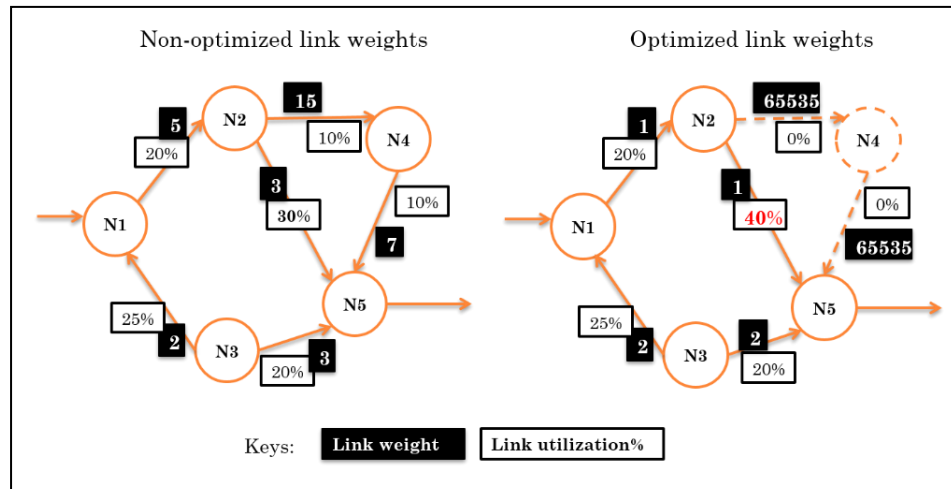 Non-optimized link weights
Optimized link weights
15
5
N2
20%
10%
N4
3
30%
10%
7
N1
N5
25%
2
N3
20%
3
65535
1
N2
20%
0%
N4
1
40%
0%
65535
N1
N5
25%
2
N3
2
20%
Keys:
Link weight
Link utilization%